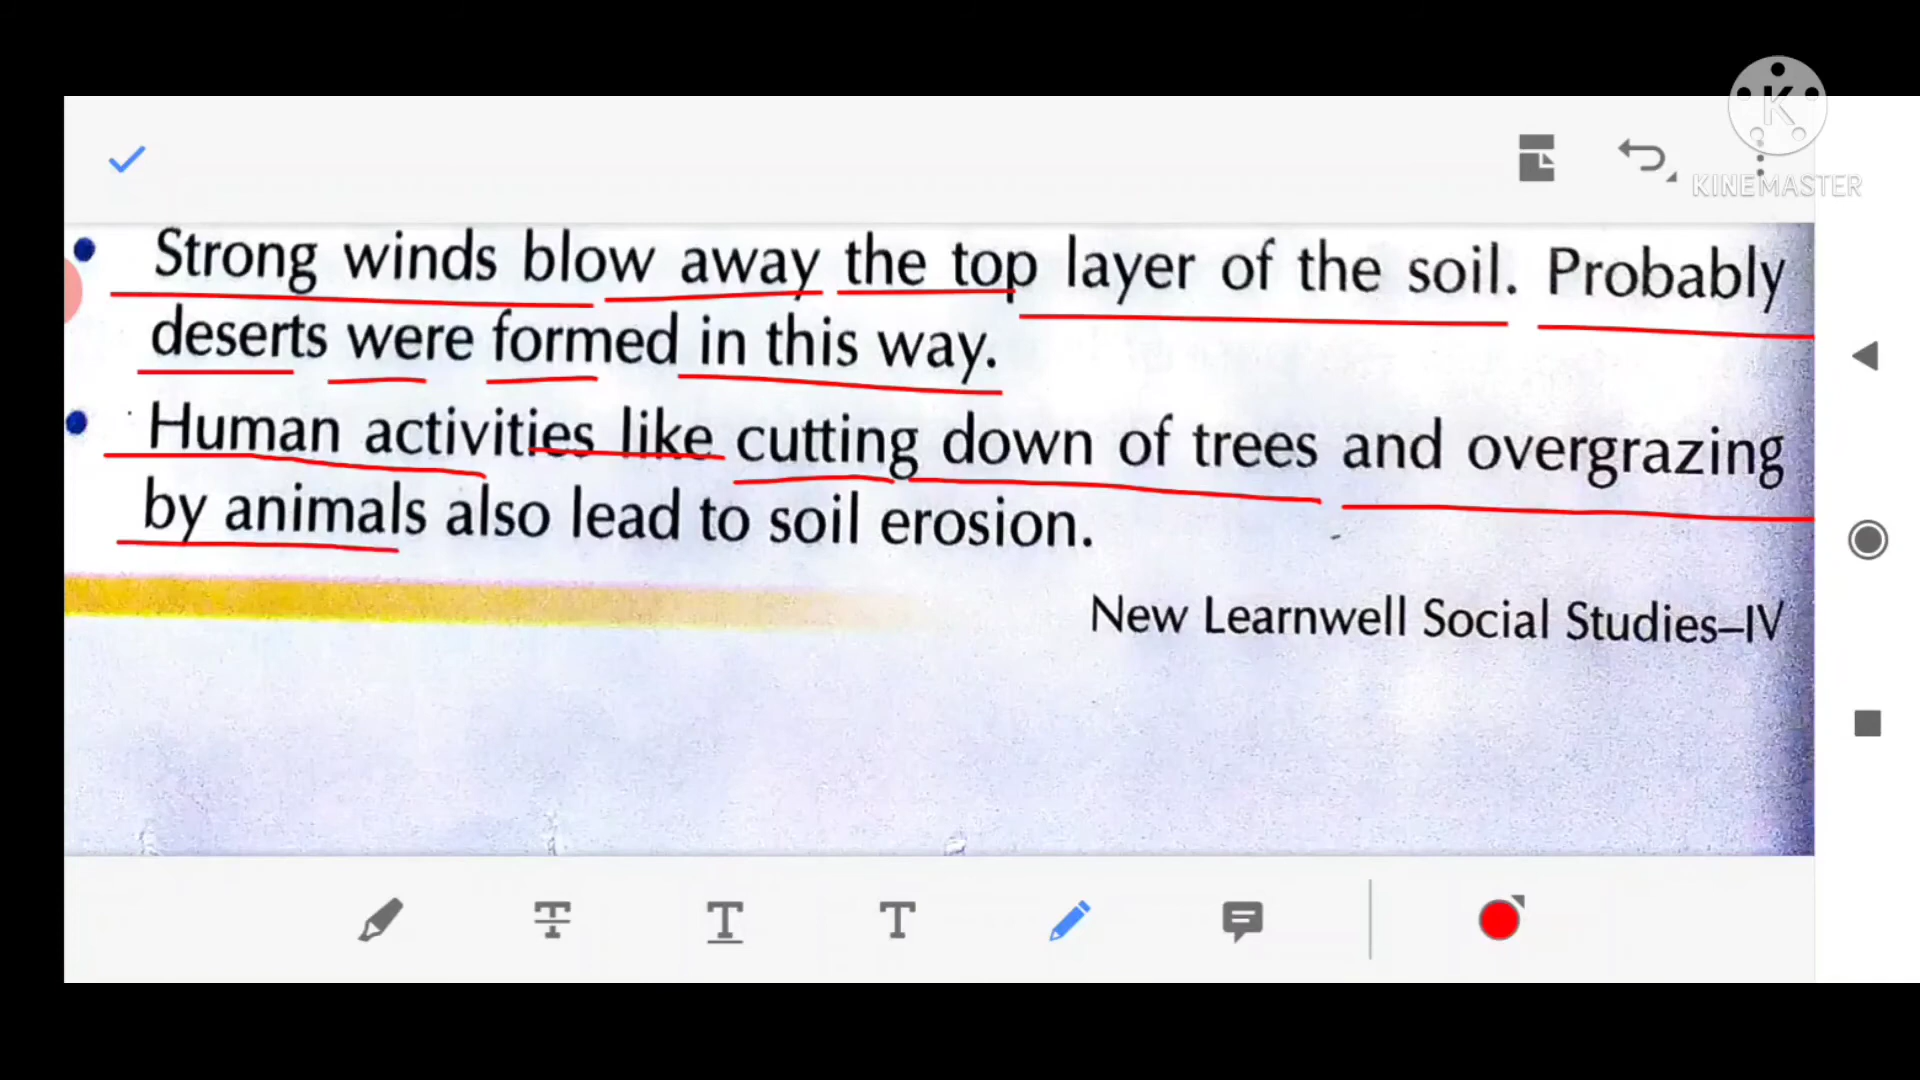 KINEMASTER
Strong winds blow away the top layer of the soil. Probably
deserts were formed in this way.
Human activities like cutting down of trees and overgrazing
by animals also lead to soil erosion.
New Learnwell Social Studies–IV